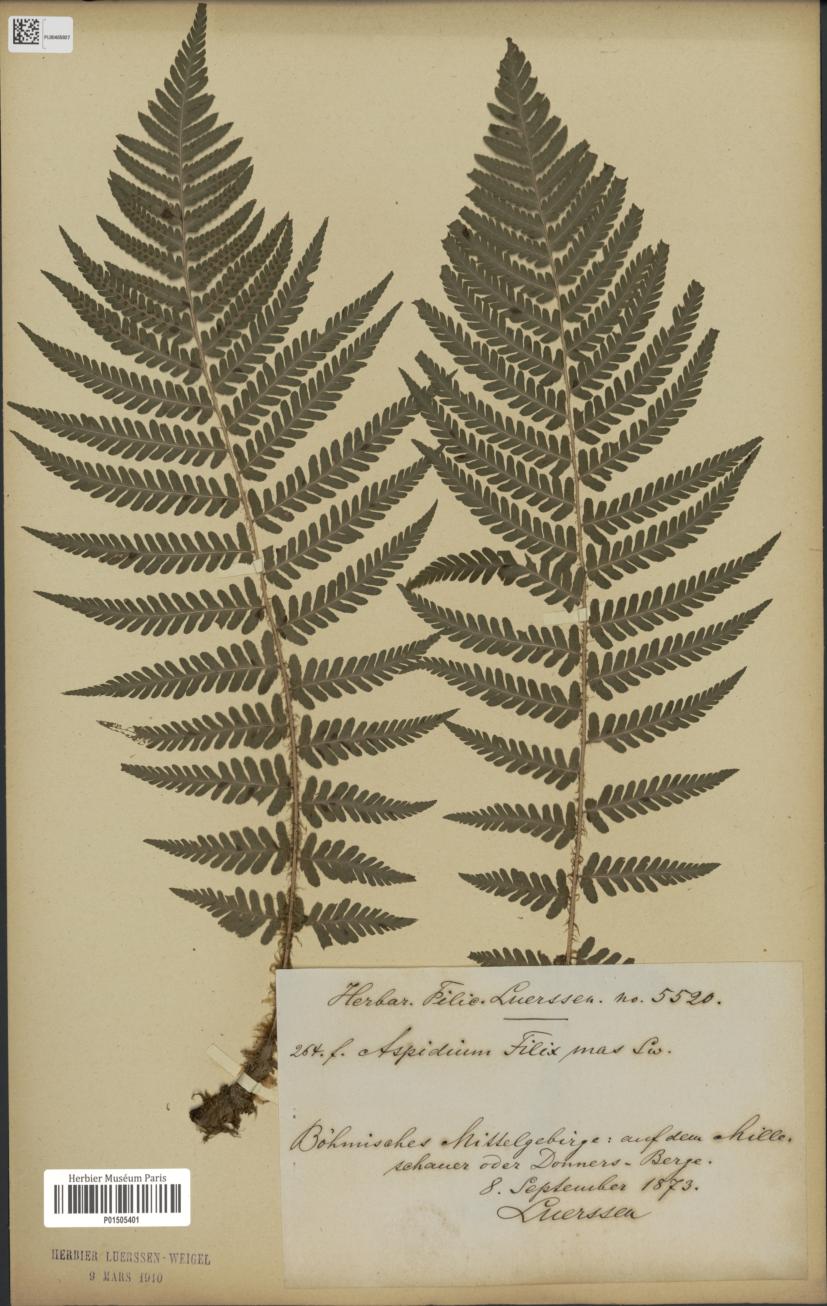 Herbar. Filic. Luerssen. no. 5520.
264. f. Aspidium Filix mas Sw.
Böhmisches Mittelgebirge: auf dem Mille-
schauer oder Donners-Berge.
8. September 1873.
Luerssen
Herbier Muséum Paris
P01505401
HERBIER LUERSSEN-WEIGEL
9 MARS 1910